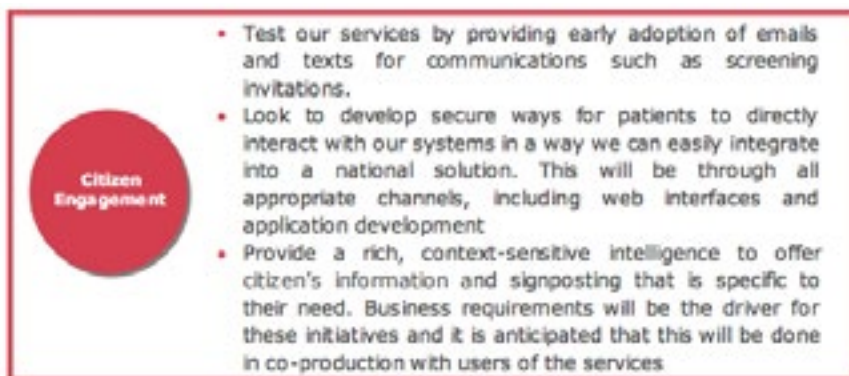 Citizen
Engagement
• Test our services by providing early adoption of emails
and texts for communications such as screening
invitations.
• Look to develop secure ways for patients to directly
interact with our systems in a way we can easily integrate
into a national solution. This will be through all
appropriate channels, including web interfaces and
application development
• Provide a rich, context-sensitive intelligence to offer
citizen's information and signposting that is specific to
their need. Business requirements will be the driver for
these initiatives and it is anticipated that this will be done
in co-production with users of the services